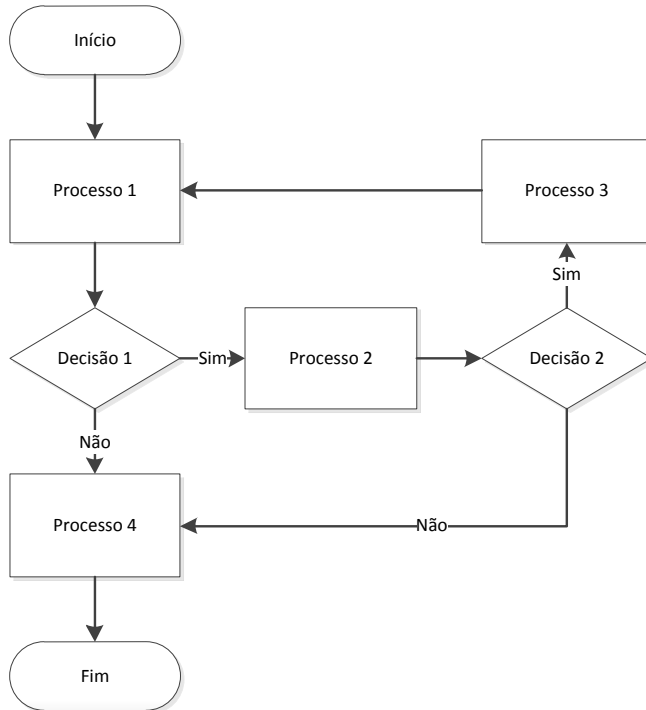 Início
Processo 1
Processo 3
Sim
Decisão 1
Sim
Processo 2
Decisão 2
Não
Processo 4
Não
Fim